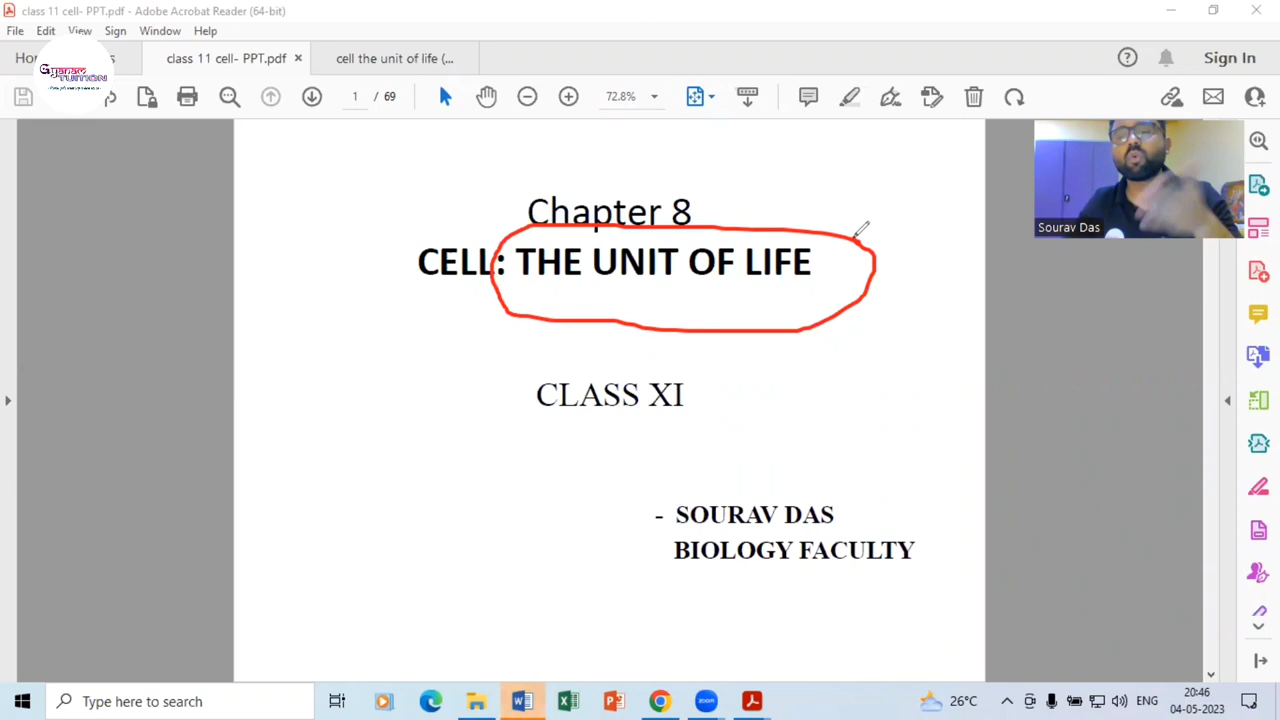 class 11 cell- PPT.pdf - Adobe Acrobat Reader (64-bit)
File Edit View Sign Window Help
class 11 cell- PPT.pdf × cell the unit of life (...
Sign In
Gyanam
TUITION
1 / 69
72.8%
Chapter 8
CELL: THE UNIT OF LIFE
CLASS XI
- SOURAV DAS
BIOLOGY FACULTY
Sourav Das
Type here to search
zoom
26°C
ENG
20:46
04-05-2023